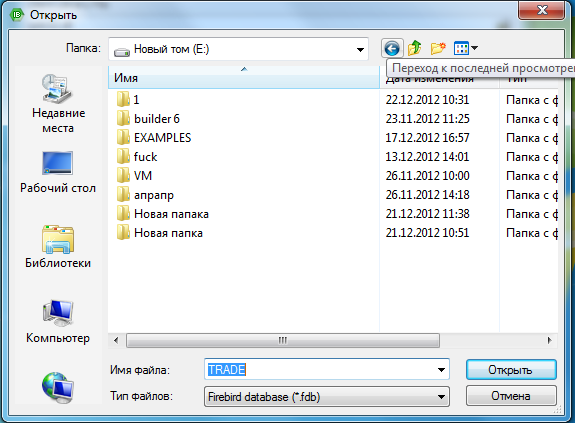 Открыть
Папка: Новый том (E:)
Переход к последней просмотрен
Имя Дата изменения Тип
1 22.12.2012 10:31 Папка с ф
builder 6 23.11.2012 11:25 Папка с ф
EXAMPLES 17.12.2012 16:57 Папка с ф
fuck 13.12.2012 14:01 Папка с ф
VM 26.11.2012 10:00 Папка с ф
апрапр 26.11.2012 14:18 Папка с ф
Новая папака 21.12.2012 11:38 Папка с ф
Новая папка 21.12.2012 10:51 Папка с ф
Недавние
места
Рабочий стол
Библиотеки
Компьютер
Имя файла: TRADE Открыть
Тип файлов: Firebird database (*.fdb) Отмена